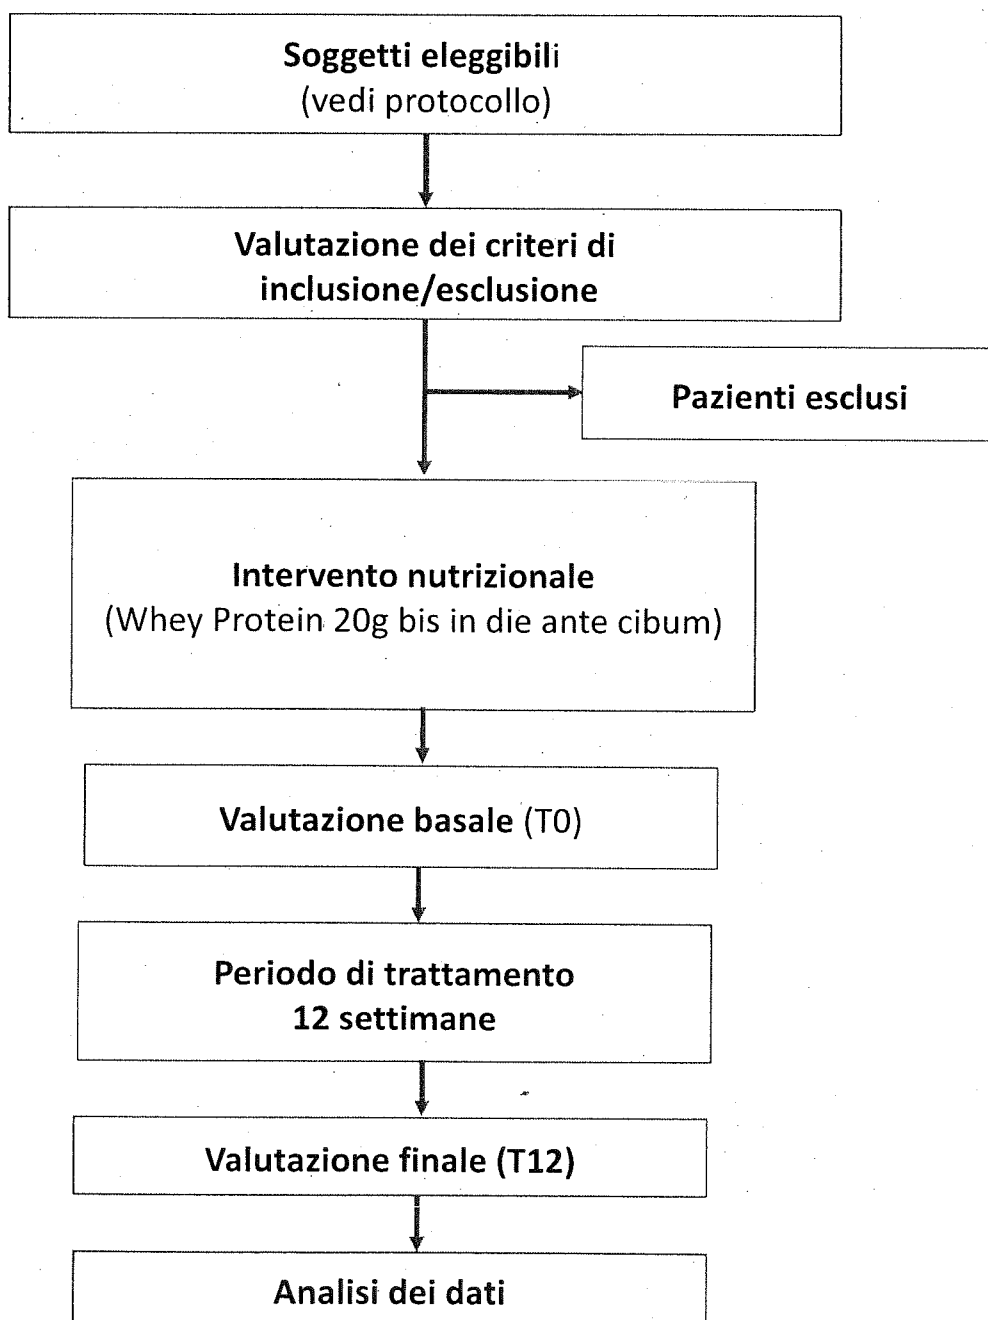 Soggetti eleggibili
(vedi protocollo)
Valutazione dei criteri di
inclusione/esclusione
Pazienti esclusi
Intervento nutrizionale
(Whey Protein 20g bis in die ante cibum)
Valutazione basale (T0)
Periodo di trattamento
12 settimane
Valutazione finale (T12)
Analisi dei dati